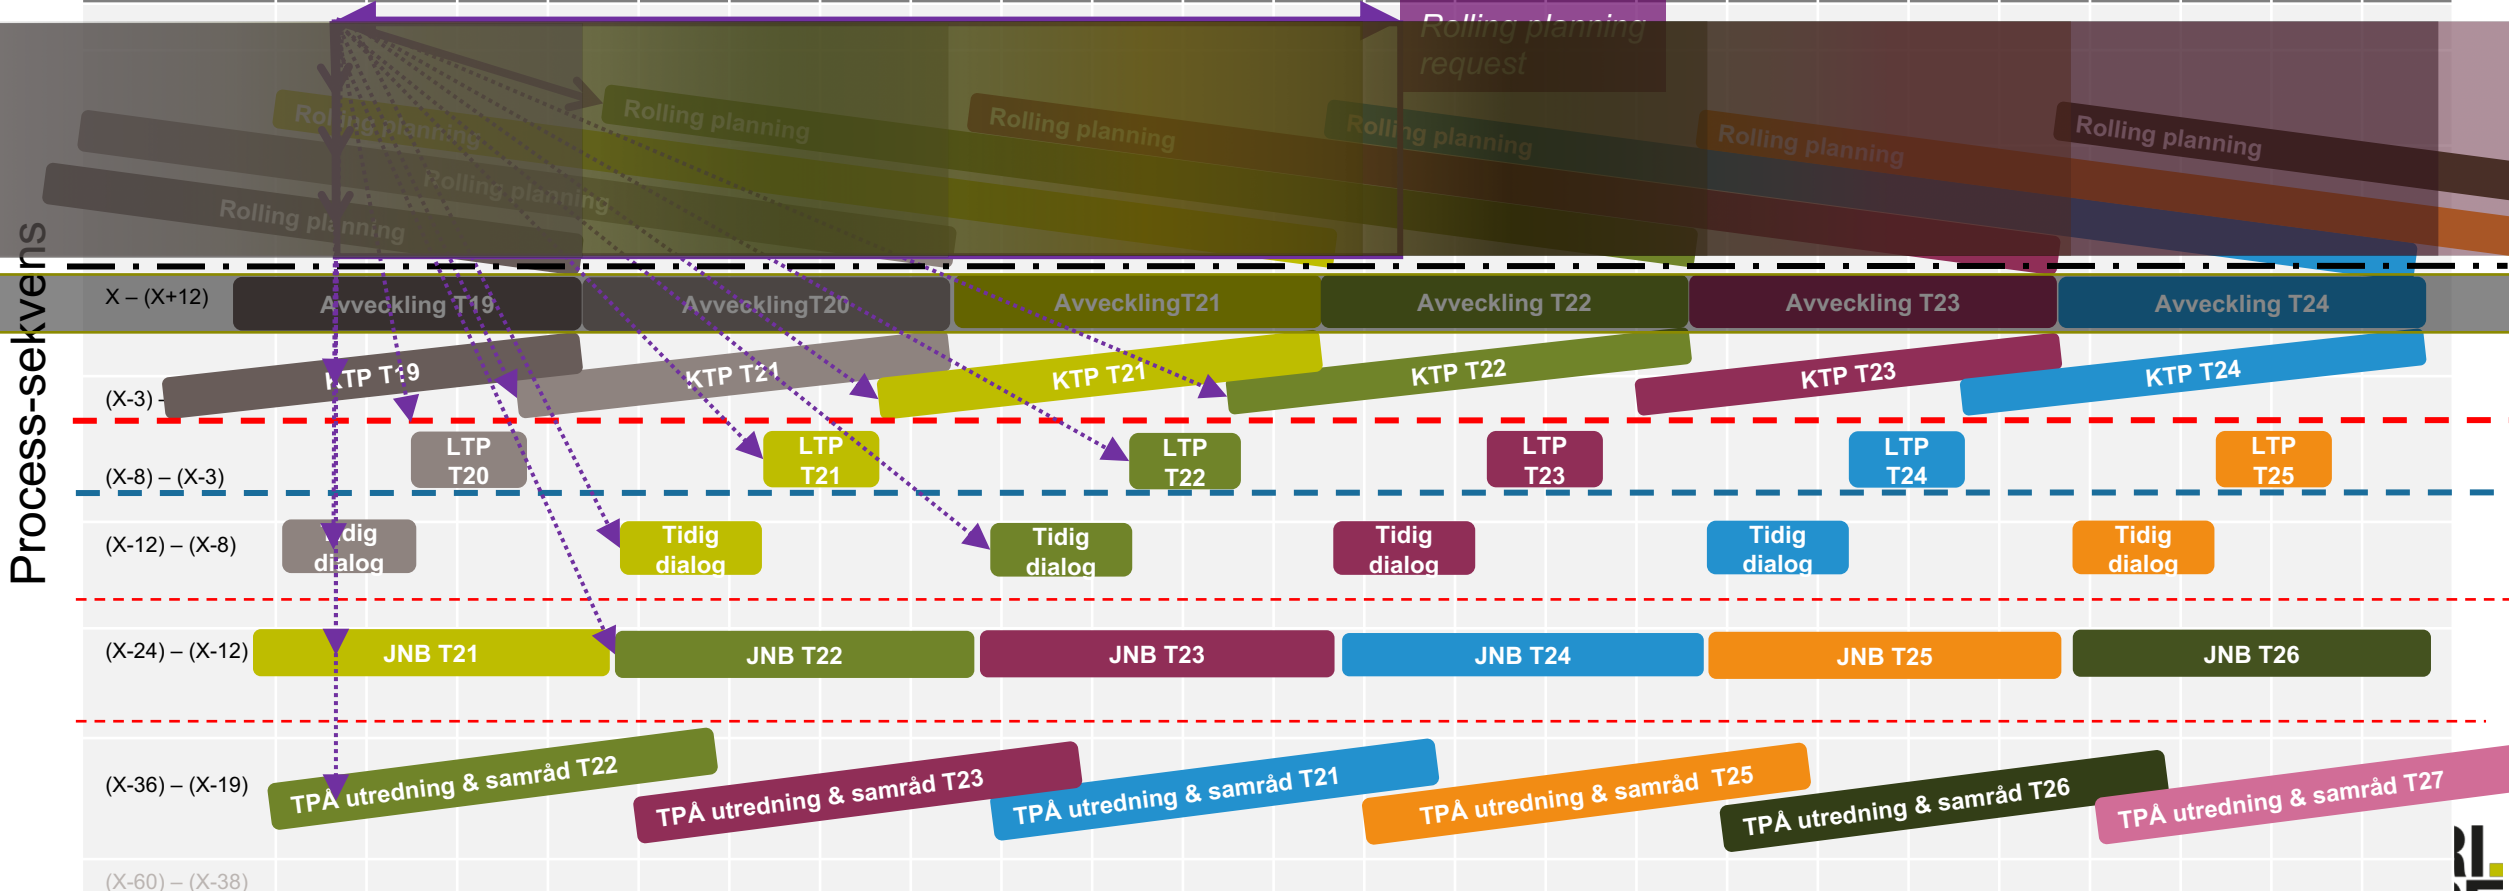 Rolling planning
request
Rolling planning
Rolling planning
Rolling planning
Rolling planning
Rolling planning
Rolling planning
Rolling planning
Rolling planning
Process-sekvens
X – (X+12)
Avveckling T19
AvvecklingT20
AvvecklingT21
Avveckling T22
Avveckling T23
Avveckling T24
(X-3) -
KTP T19
KTP T21
KTP T21
KTP T22
KTP T23
KTP T24
(X-8) – (X-3)
LTP
T20
LTP
T21
LTP
T22
LTP
T23
LTP
T24
LTP
T25
(X-12) – (X-8)
Tidig
dialog
Tidig
dialog
Tidig
dialog
Tidig
dialog
Tidig
dialog
Tidig
dialog
(X-24) – (X-12)
JNB T21
JNB T22
JNB T23
JNB T24
JNB T25
JNB T26
(X-36) – (X-19)
TPÅ utredning & samråd T22
TPÅ utredning & samråd T23
TPÅ utredning & samråd T21
TPÅ utredning & samråd T25
TPÅ utredning & samråd T26
TPÅ utredning & samråd T27
(X-60) – (X-38)